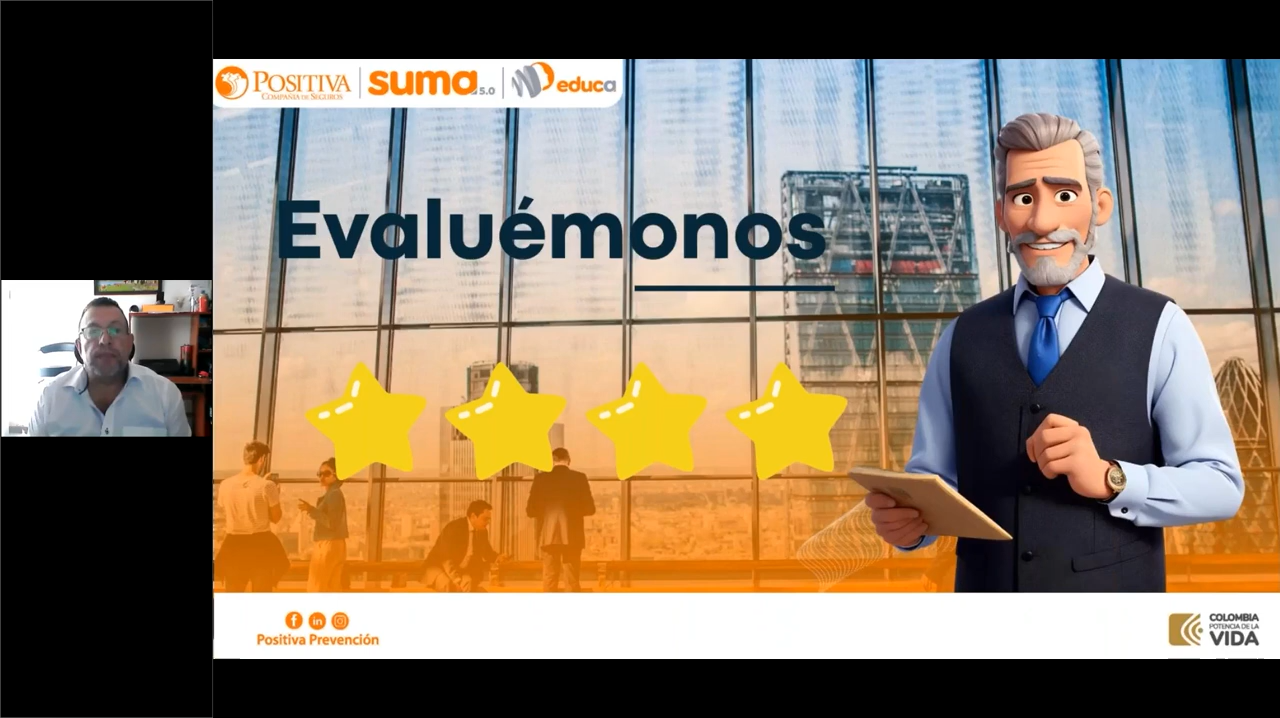 POSITIVA
COMPAÑÍA DE SEGUROS
suma 5.0
educa
Evaluémonos
Positiva Prevención
COLOMBIA
POTENCIA DE LA
VIDA